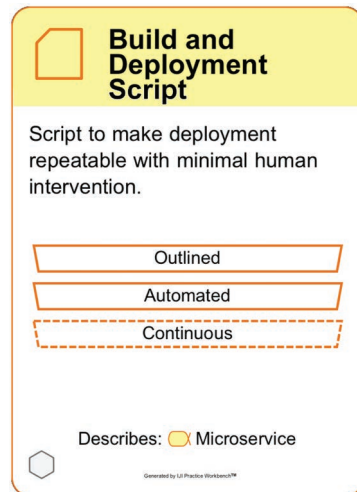 Build and
Deployment
Script
Script to make deployment
repeatable with minimal human
intervention.
Outlined
Automated
Continuous
Describes: Microservice
Generated by IJI Practice Workbench™